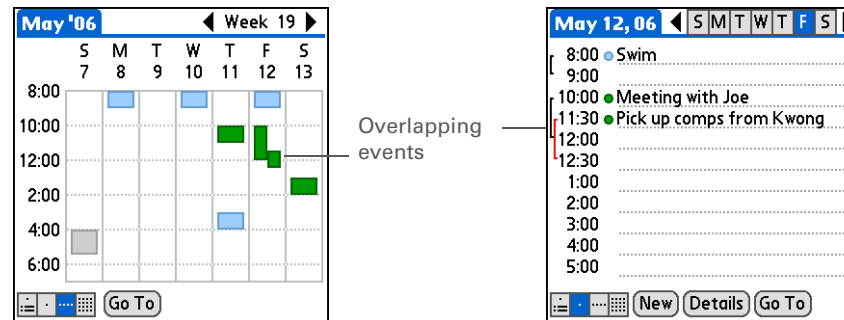 May '06 Week 19
S M T W T F S
7 8 9 10 11 12 13
8:00
10:00
12:00
2:00
4:00
6:00
Go To
Overlapping
events
May 12, 06 S M T W T F S
8:00 Swim
9:00
10:00 Meeting with Joe
11:30 Pick up comps from Kwong
12:00
12:30
1:00
2:00
3:00
4:00
5:00
New Details Go To